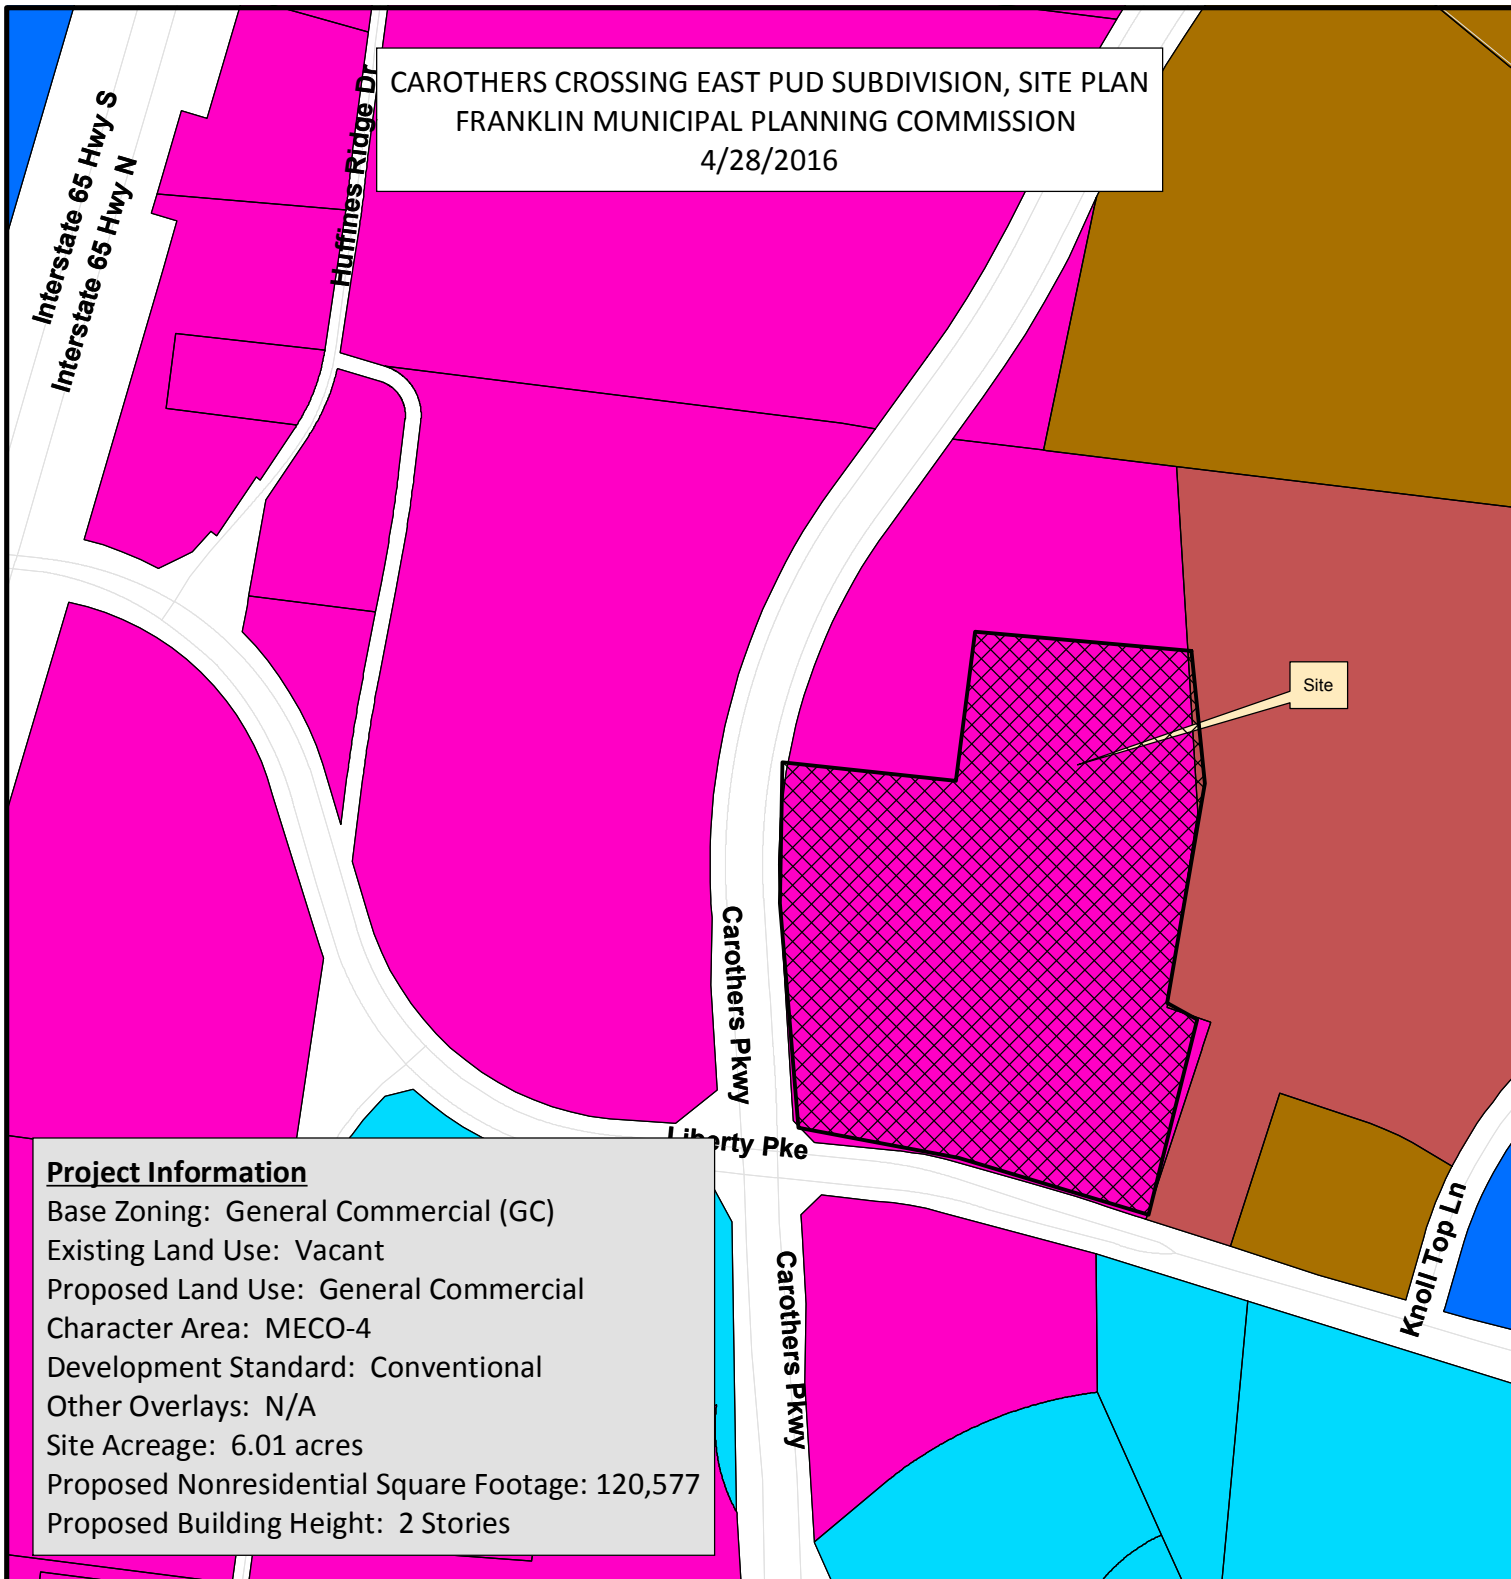 CAROTHERS CROSSING EAST PUD SUBDIVISION, SITE PLAN
FRANKLIN MUNICIPAL PLANNING COMMISSION
4/28/2016
Interstate 65 Hwy S
Interstate 65 Hwy N
Huffines Ridge Dr
Site
Carothers Pkwy
Liberty Pke
Carothers Pkwy
Knoll Top Ln
Project Information
Base Zoning: General Commercial (GC)
Existing Land Use: Vacant
Proposed Land Use: General Commercial
Character Area: MECO-4
Development Standard: Conventional
Other Overlays: N/A
Site Acreage: 6.01 acres
Proposed Nonresidential Square Footage: 120,577
Proposed Building Height: 2 Stories